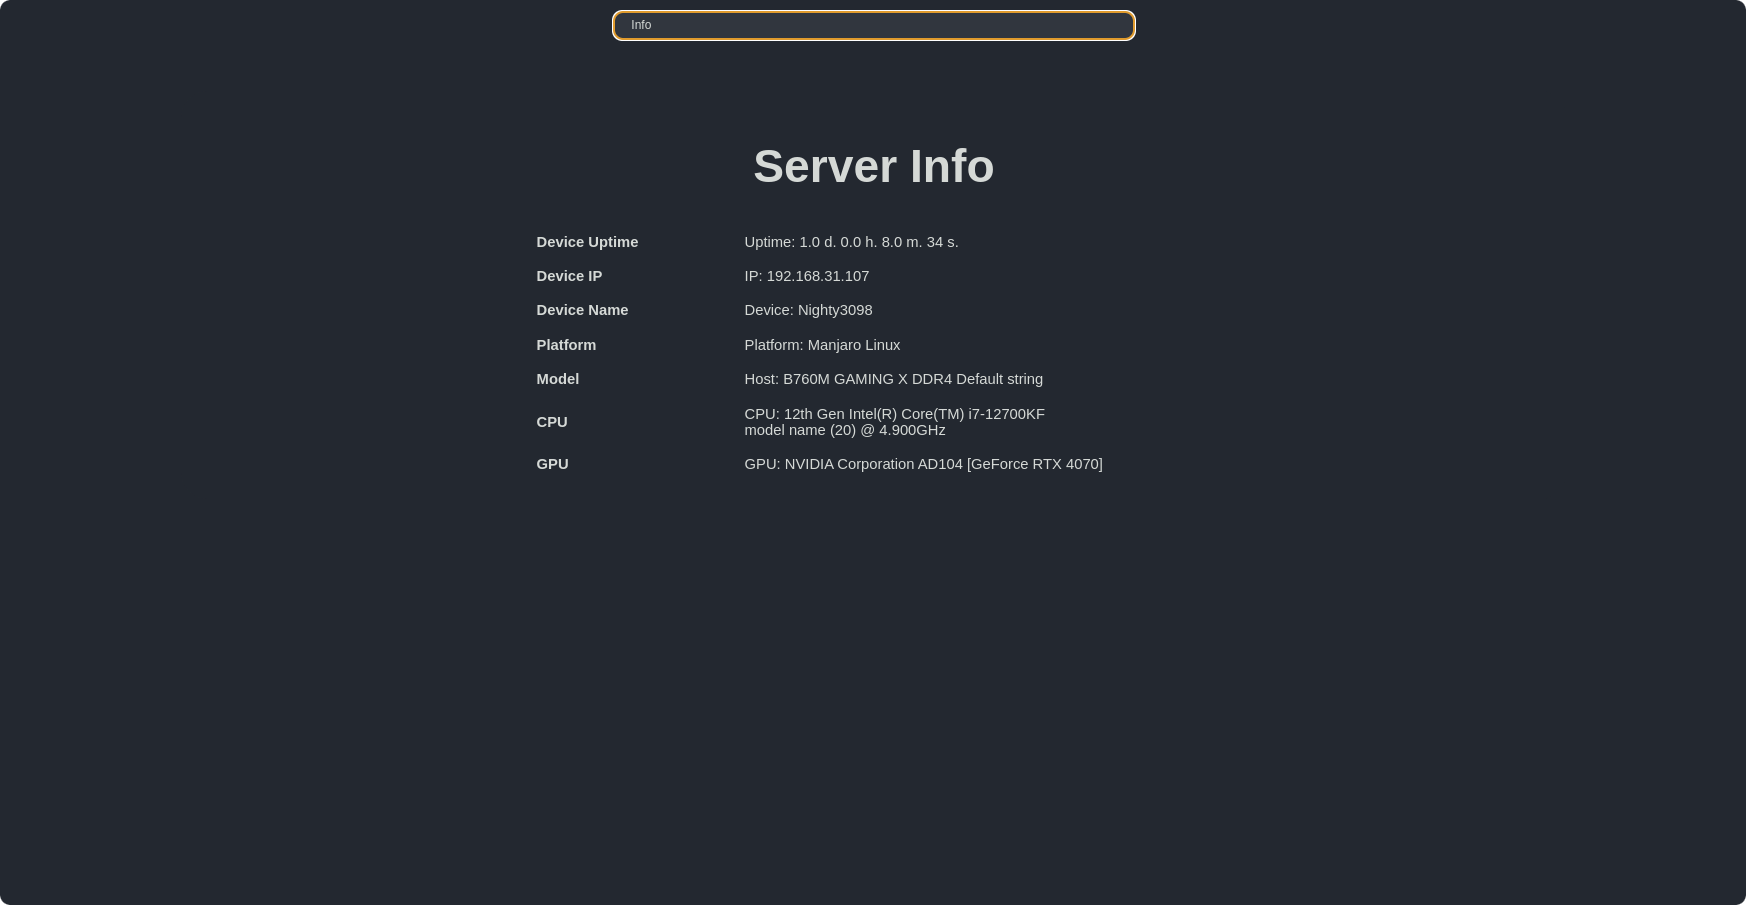 Info
Server Info
Device Uptime Uptime: 1.0 d. 0.0 h. 8.0 m. 34 s.
Device IP IP: 192.168.31.107
Device Name Device: Nighty3098
Platform Platform: Manjaro Linux
Model Host: B760M GAMING X DDR4 Default string
CPU CPU: 12th Gen Intel(R) Core(TM) i7-12700KF
model name (20) @ 4.900GHz
GPU GPU: NVIDIA Corporation AD104 [GeForce RTX 4070]